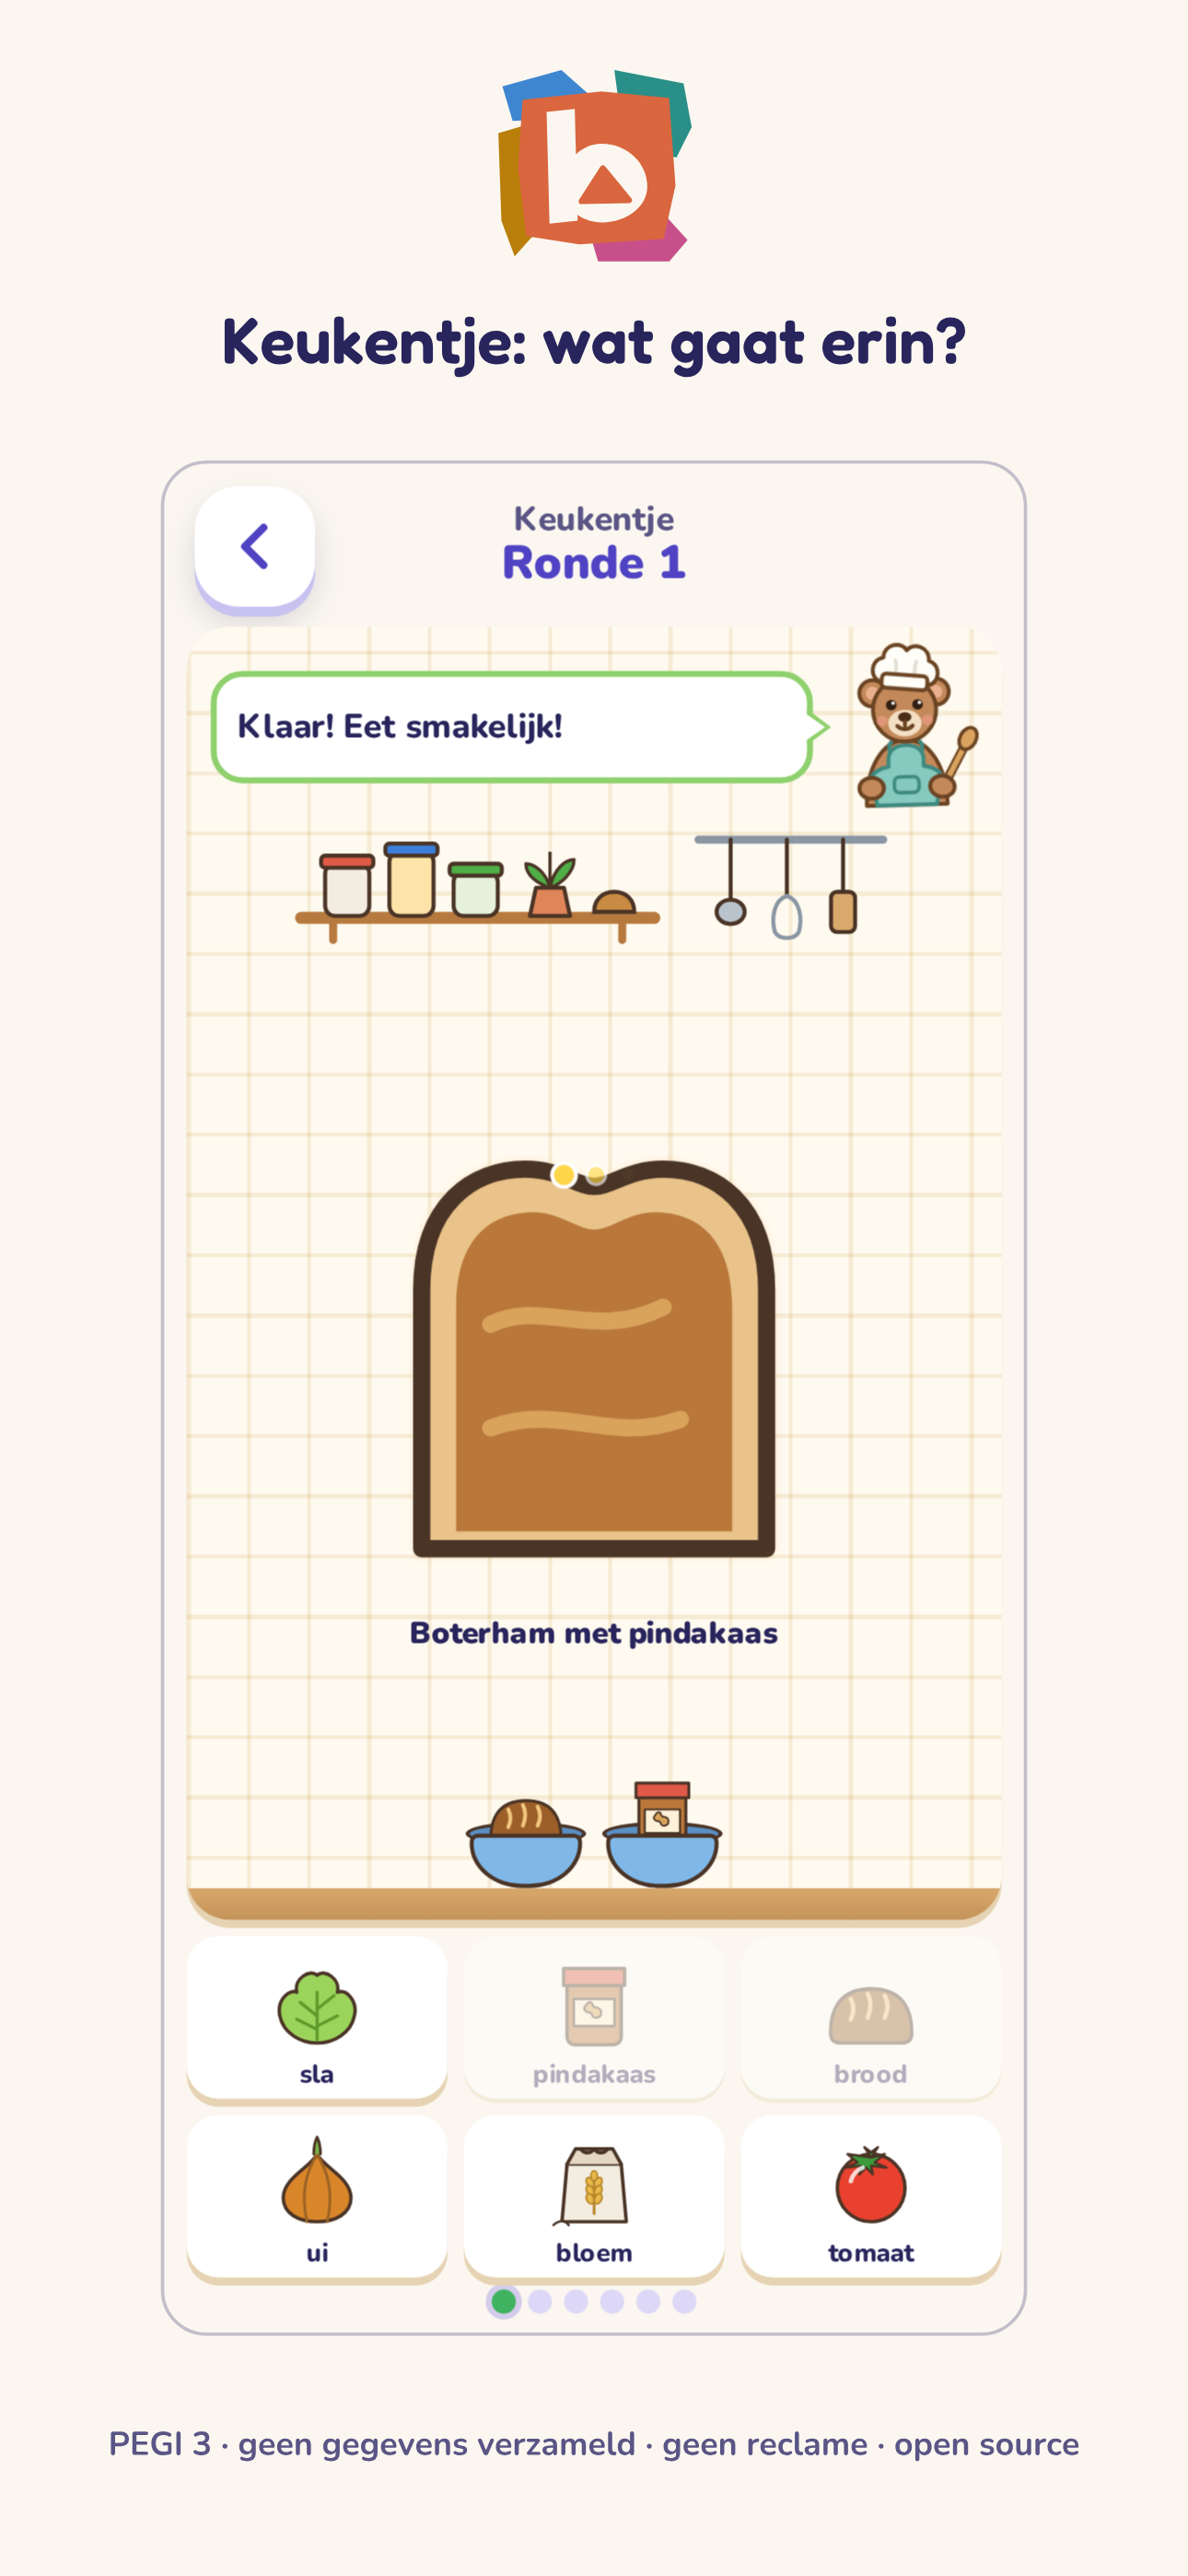 b
Keukentje: wat gaat erin?
Keukentje
Ronde 1
Klaar! Eet smakelijk!
Boterham met pindakaas
sla
pindakaas
brood
ui
bloem
tomaat
PEGI 3 · geen gegevens verzameld · geen reclame · open source